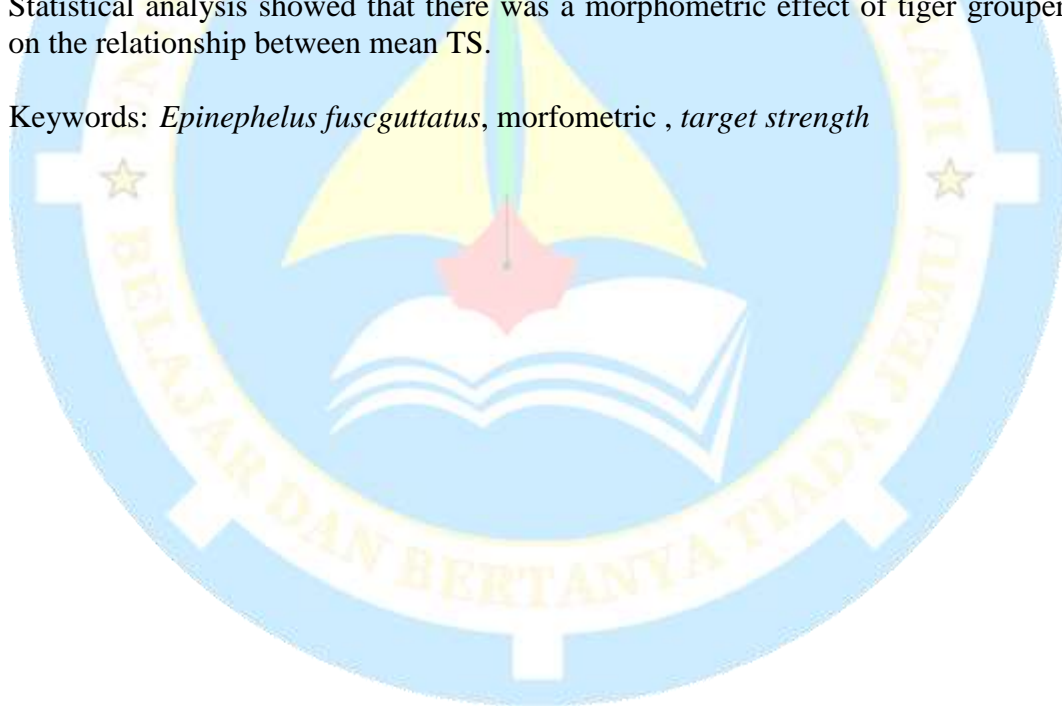 Statistical analysis showed that there was a morphometric effect of tiger grouper
on the relationship between mean TS.
Keywords: Epinephelus fuscguttatus, morfometric , target strength
BELAJAR DAN BERTANYA TIADA JEMU